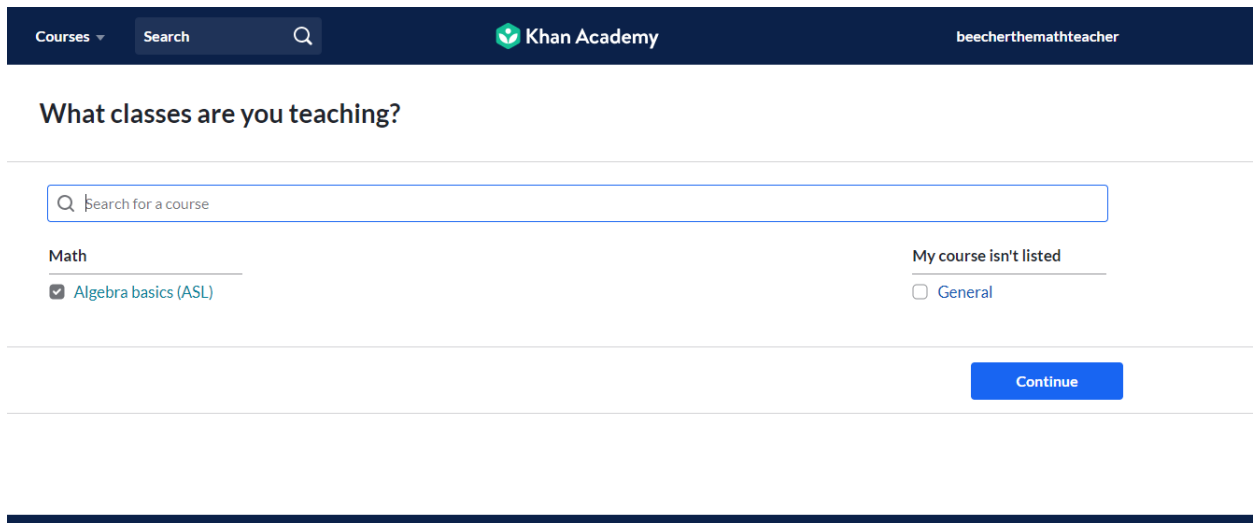 Courses Search Khan Academy beecherthemathteacher
What classes are you teaching?
Search for a course
Math My course isn't listed
Algebra basics (ASL) General
Continue